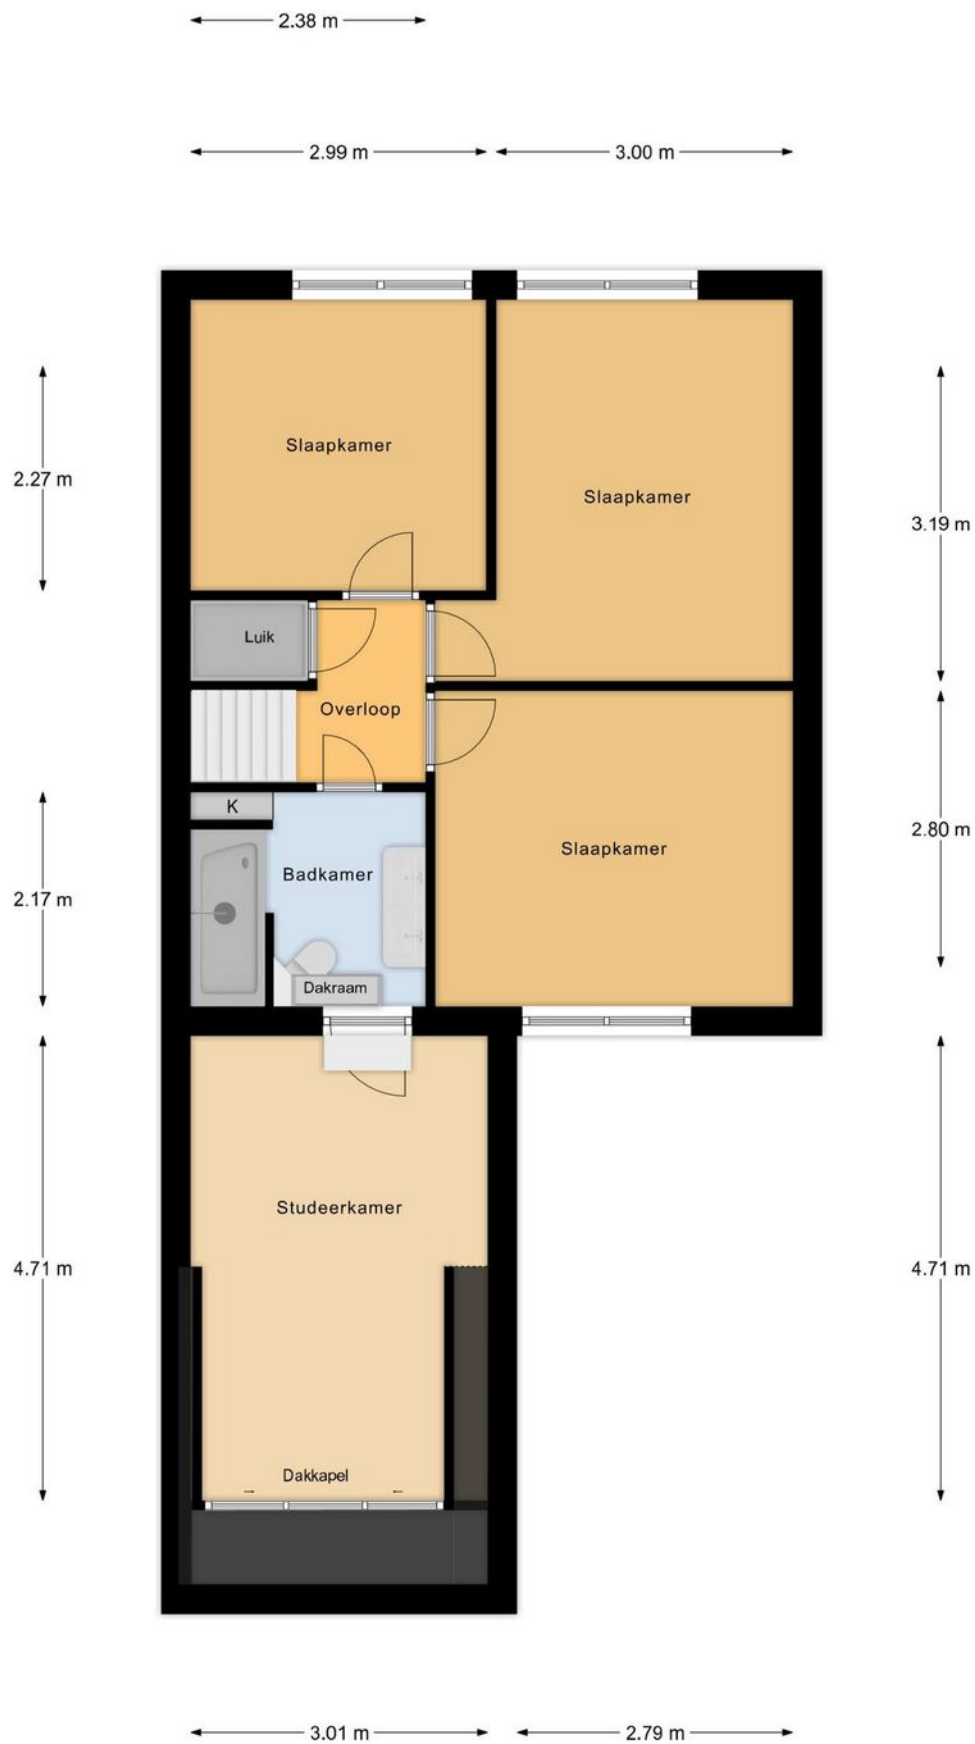 2.38 m
2.99 m
3.00 m
Slaapkamer
2.27 m
Slaapkamer
3.19 m
Luik
Overloop
K
2.80 m
Slaapkamer
Badkamer
2.17 m
Dakraam
Studeerkamer
4.71 m
4.71 m
Dakkapel
3.01 m
2.79 m